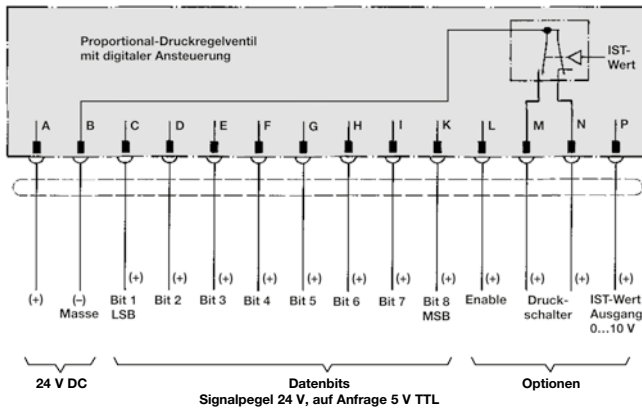 Proportional-Druckregelventil
mit digitaler Ansteuerung
IST-
Wert
A B C D E F G H I K L M N P
(+) (–) (+) (+) (+) (+) (+) (+) (+) (+) (+) (+) (+) (+)
Masse
Bit 1
LSB
Bit 2
Bit 3
Bit 4
Bit 5
Bit 6
Bit 7
Bit 8
MSB
Enable
Druck-
schalter
IST-Wert
Ausgang
0...10 V
24 V DC
Datenbits
Signalpegel 24 V, auf Anfrage 5 V TTL
Optionen